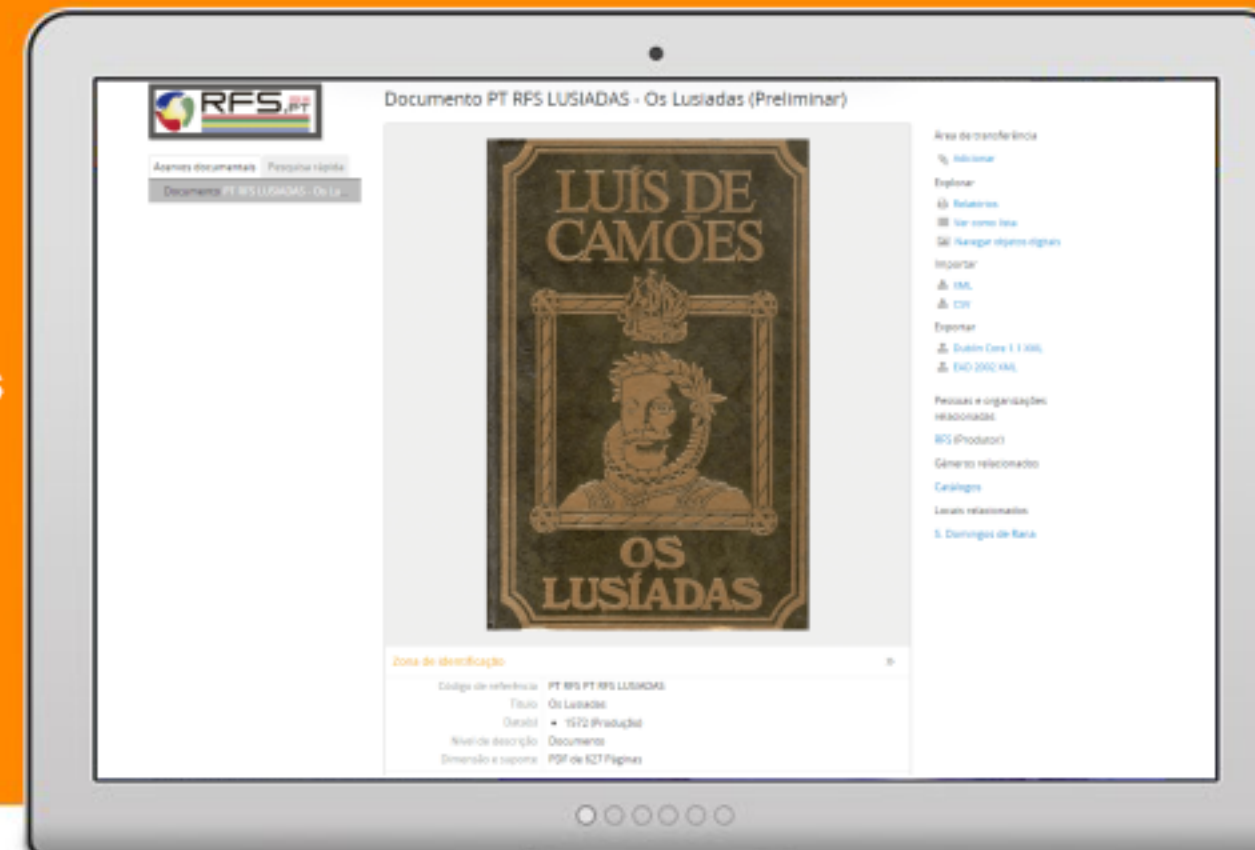 RFS.PT
Documento PT RFS LUSIADAS - Os Lusiadas (Preliminar)
Acervos documentais Pesquisa rápida
Documento PT RFS LUSIADAS - Os Lu...
LUÍS DE
CAMÕES
OS
LUSÍADAS
Zona de identificação
Código de referência PT RFS PT RFS LUSIADAS
Título Os Lusiadas
Data(s) • 1572 (Produção)
Nível de descrição Documento
Dimensão e suporte PDF de 627 Páginas
Área de transferência
Adicionar
Explorar
Relatórios
Ver como lista
Navegar objetos digitais
Importar
XML
CSV
Exportar
Dublin Core 1.1 XML
EAD 2002 XML
Pessoas e organizações
relacionadas
RFS (Produtor)
Géneros relacionados
Catálogos
Locais relacionados
S. Domingos de Rana